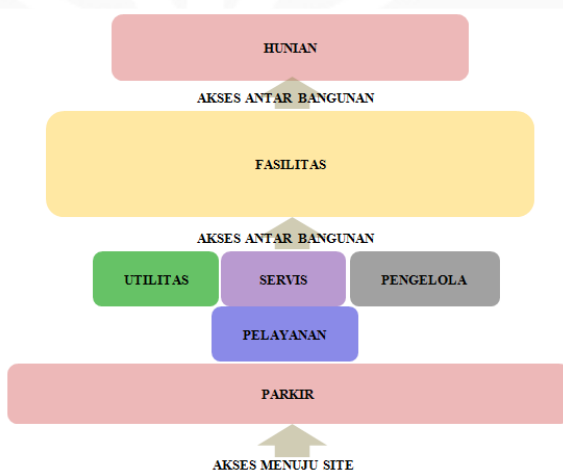 HUNIAN
AKSES ANTAR BANGUNAN
FASILITAS
AKSES ANTAR BANGUNAN
UTILITAS
SERVIS
PENGELOLA
PELAYANAN
PARKIR
AKSES MENUJU SITE